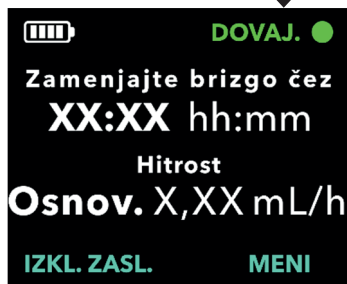 DOVAJ.
Zamenjajte brizgo čez
XX:XX hh:mm
Hitrost
Osnov. X,XX mL/h
IZKL. ZASL. MENI